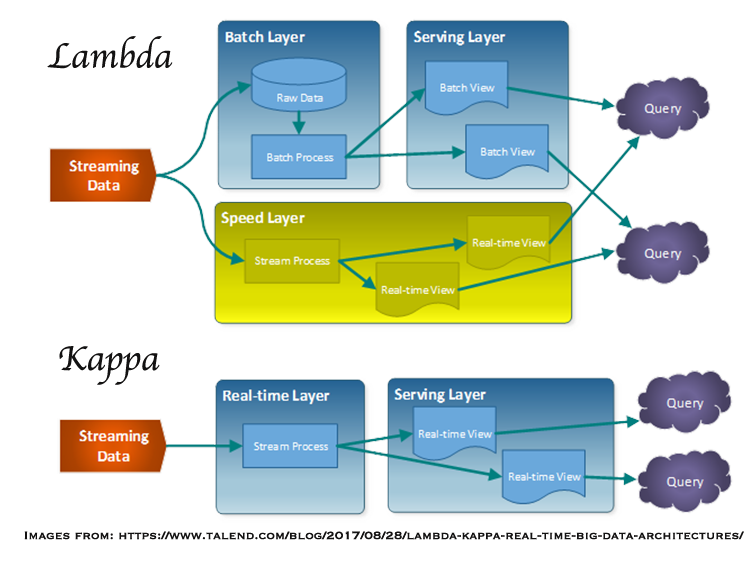 Lambda
Batch Layer
Serving Layer
Raw Data
Batch View
Query
Streaming
Data
Batch Process
Batch View
Speed Layer
Real-time View
Stream Process
Query
Real-time View
Kappa
Real-time Layer
Serving Layer
Query
Streaming
Data
Stream Process
Real-time View
Real-time View
Query
Images from: https://www.talend.com/blog/2017/08/28/lambda-kappa-real-time-big-data-architectures/